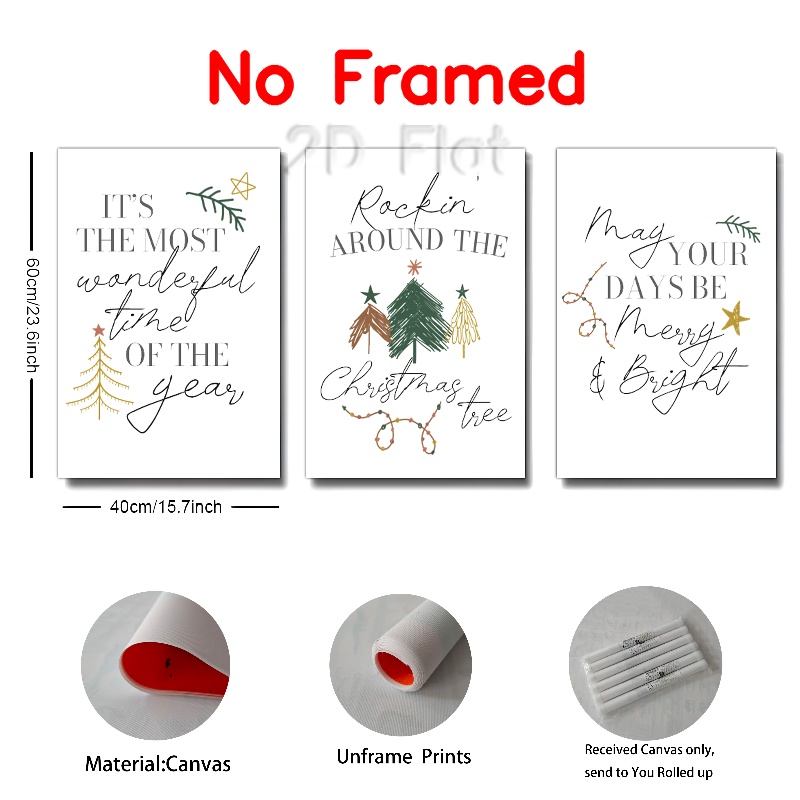 No Framed
2D Flat
60cm/23.6inch
IT'S
THE MOST
wonderful
time
OF THE
year
Rockin'
AROUND THE
Christmas
tree
May
YOUR
DAYS BE
Merry
& Bright
40cm/15.7inch
Material:Canvas
Unframe Prints
Received Canvas only,
send to You Rolled up